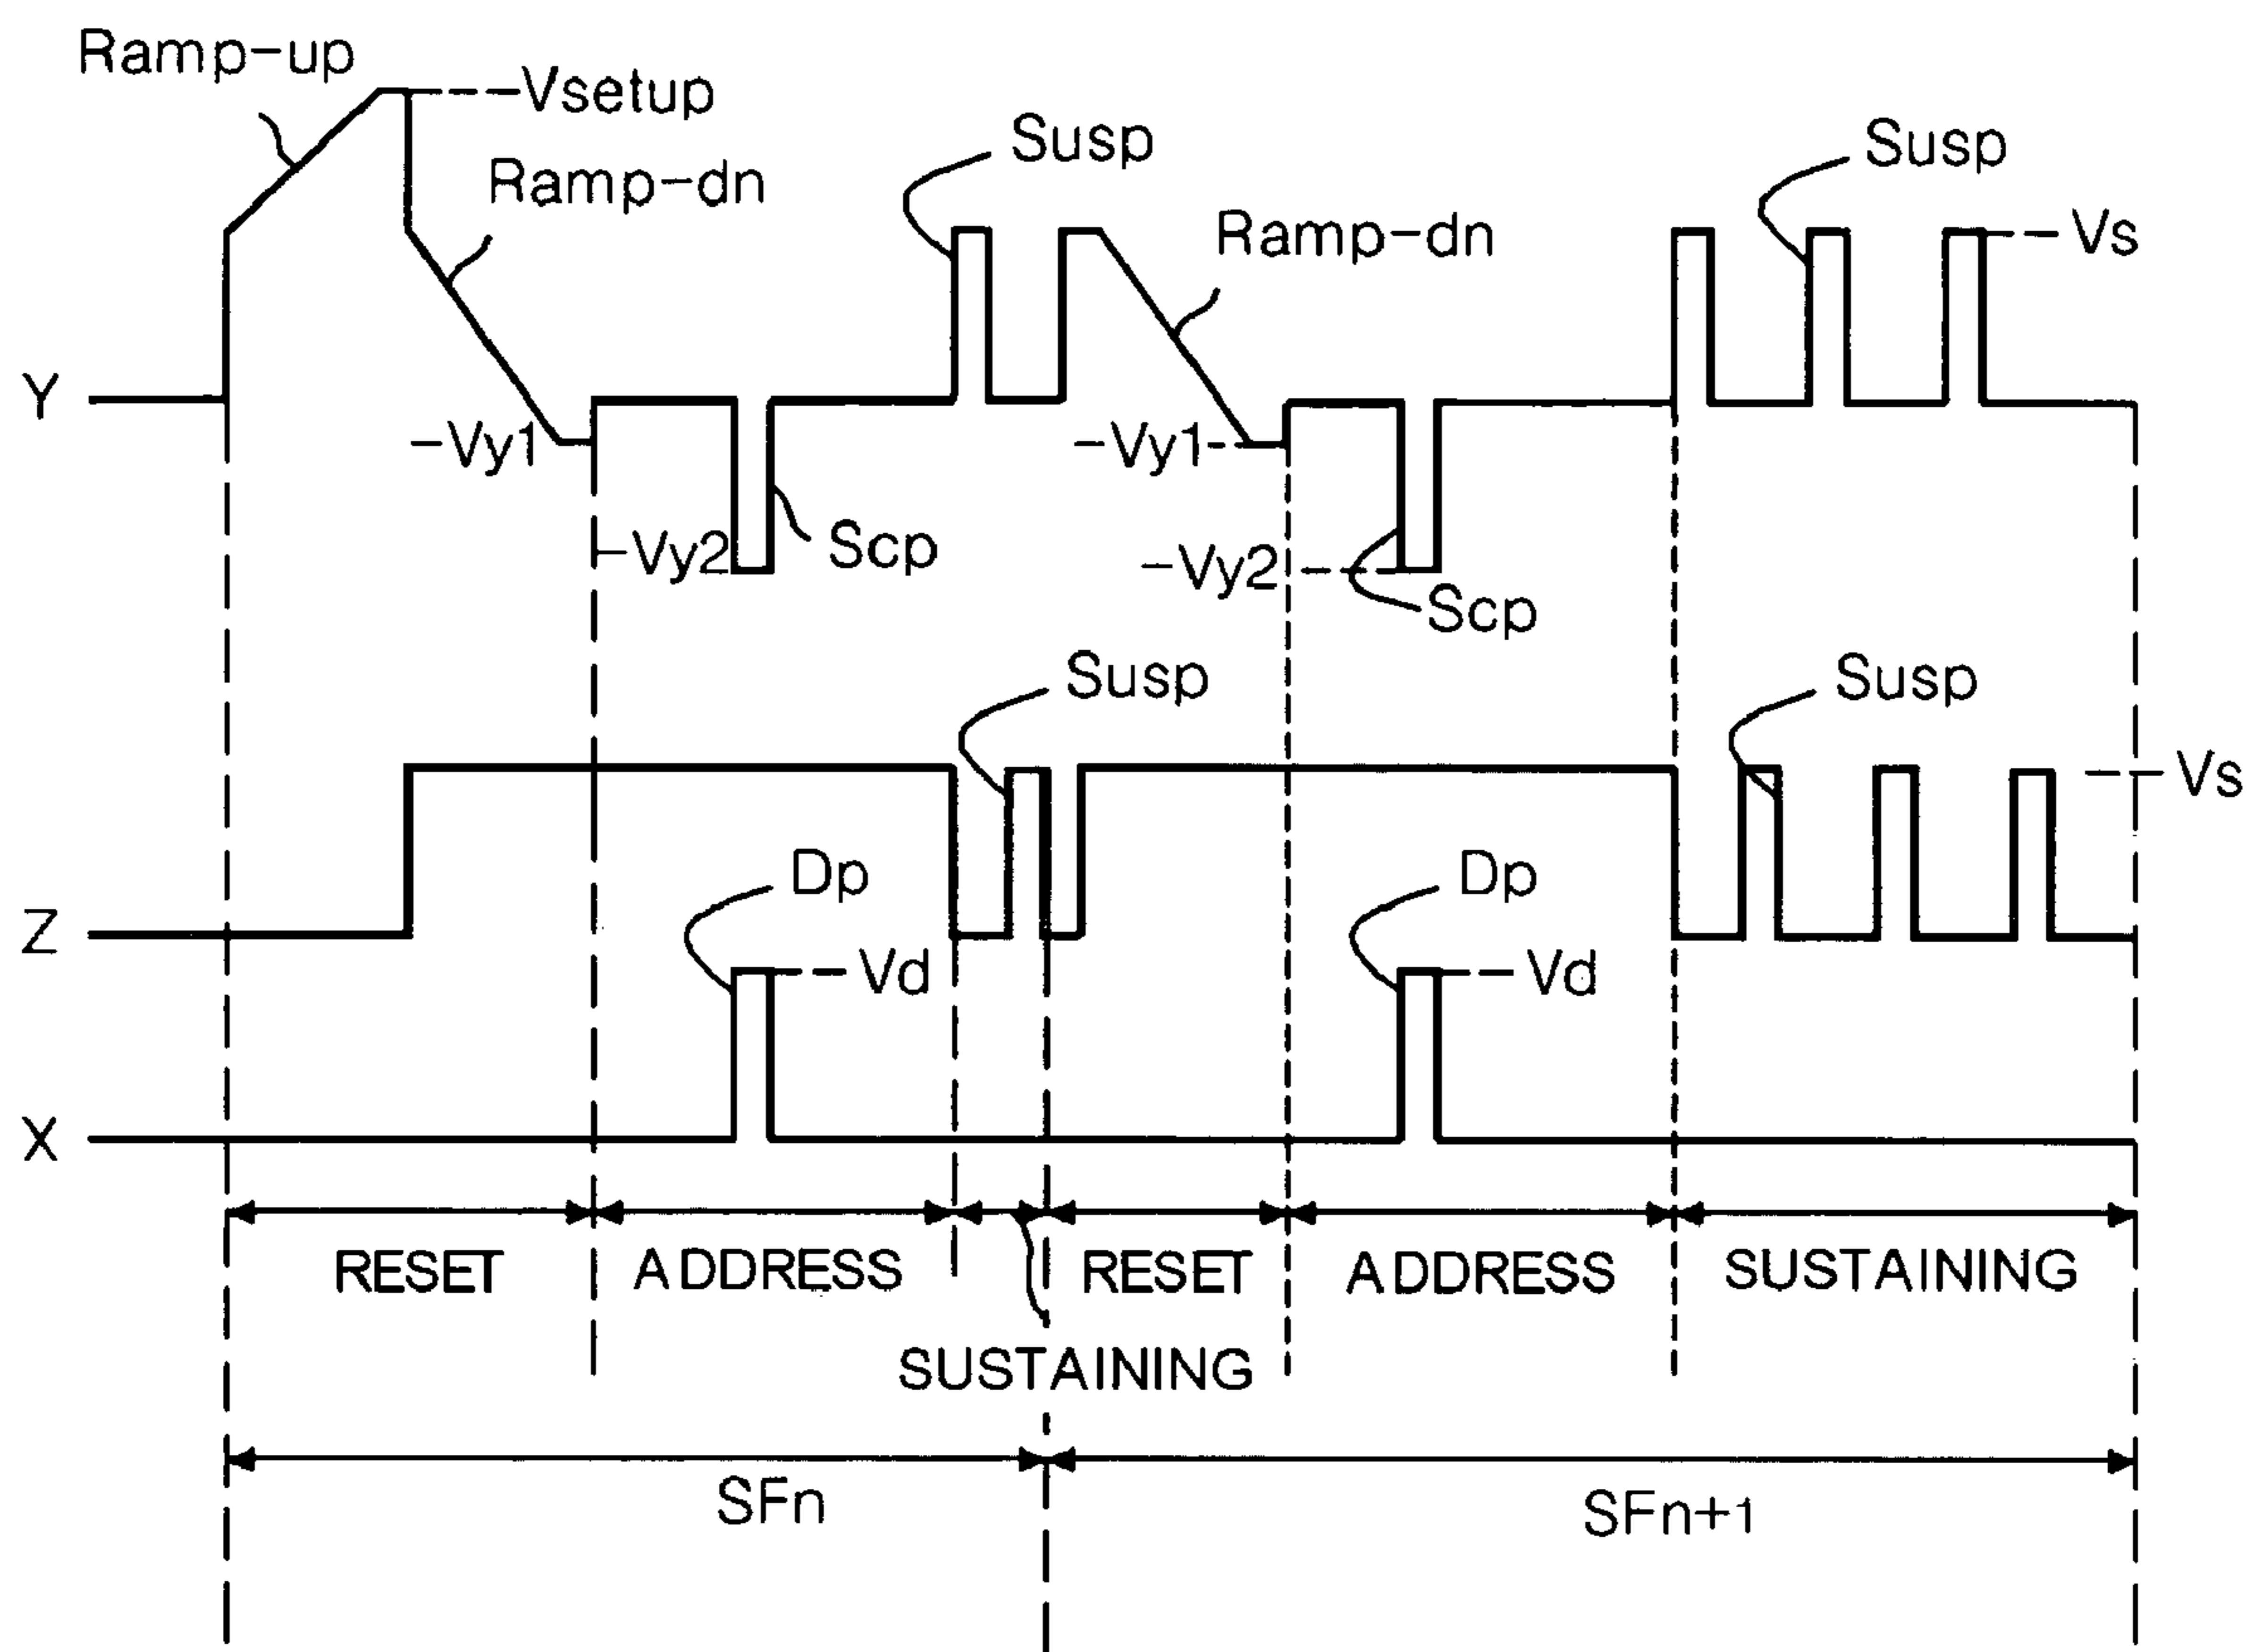 Ramp-up
Vsetup
Ramp-dn
Susp
Susp
Ramp-dn
Vs
Y
-Vy1
-Vy1
-Vy2
Scp
-Vy2
Scp
Susp
Susp
Vs
Dp
Dp
Z
Vd
Vd
X
RESET
ADDRESS
RESET
ADDRESS
SUSTAINING
SUSTAINING
SFn
SFn+1